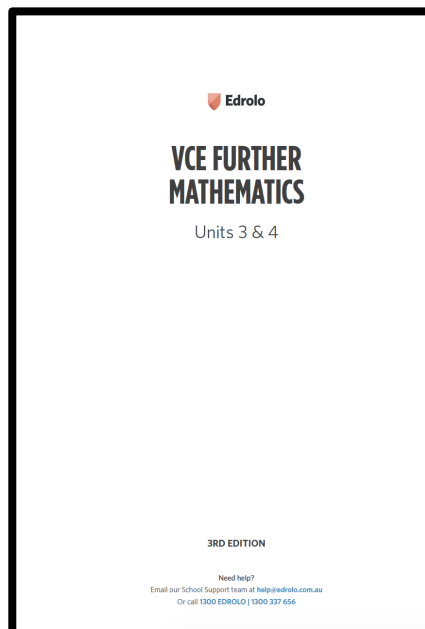 Edrolo
VCE FURTHER
MATHEMATICS
Units 3 & 4
3RD EDITION
Need help?
Email our School Support team at help@edrolo.com.au
Or call 1300 EDROLO | 1300 337 656